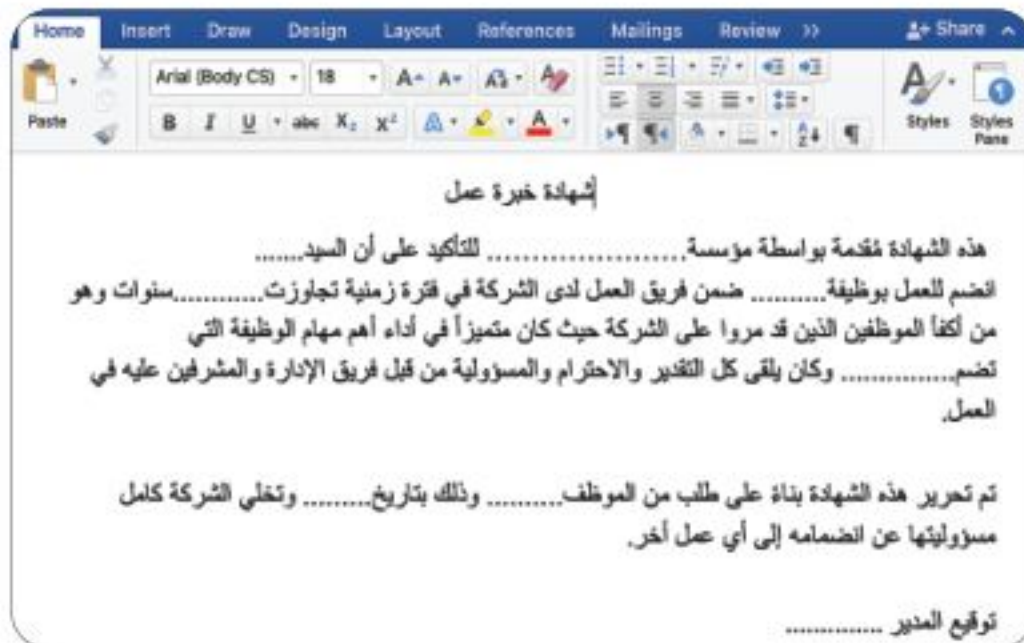 Home Insert Draw Design Layout References Mailings Review >> Share
Arial (Body CS) 18
Paste B I U abc X₂ X² Styles Styles Pane
شهادة خبرة عمل
هذه الشهادة مُقدمة بواسطة مؤسسة....................... للتأكيد على أن السيد.......
انضم للعمل بوظيفة.......... ضمن فريق العمل لدى الشركة في فترة زمنية تجاوزت............سنوات وهو
من أكفأ الموظفين الذين قد مروا على الشركة حيث كان متميزاً في أداء أهم مهام الوظيفة التي
تضم............... وكان يلقى كل التقدير والاحترام والمسؤولية من قبل فريق الإدارة والمشرفين عليه في
العمل.
تم تحرير هذه الشهادة بناءً على طلب من الموظف.......... وذلك بتاريخ......... وتخلي الشركة كامل
مسؤوليتها عن انضمامه إلى أي عمل أخر.
توقيع المدير ...............